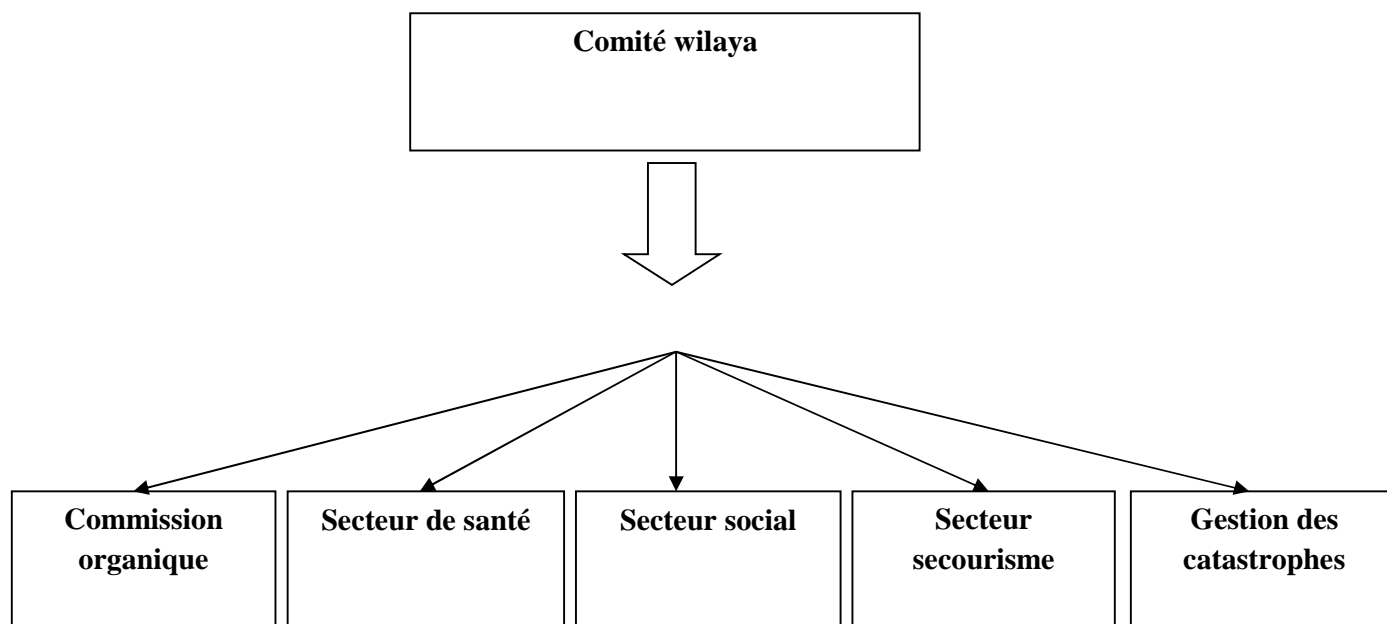 Comité wilaya
Commission
organique
Secteur de santé
Secteur social
Secteur
secourisme
Gestion des
catastrophes